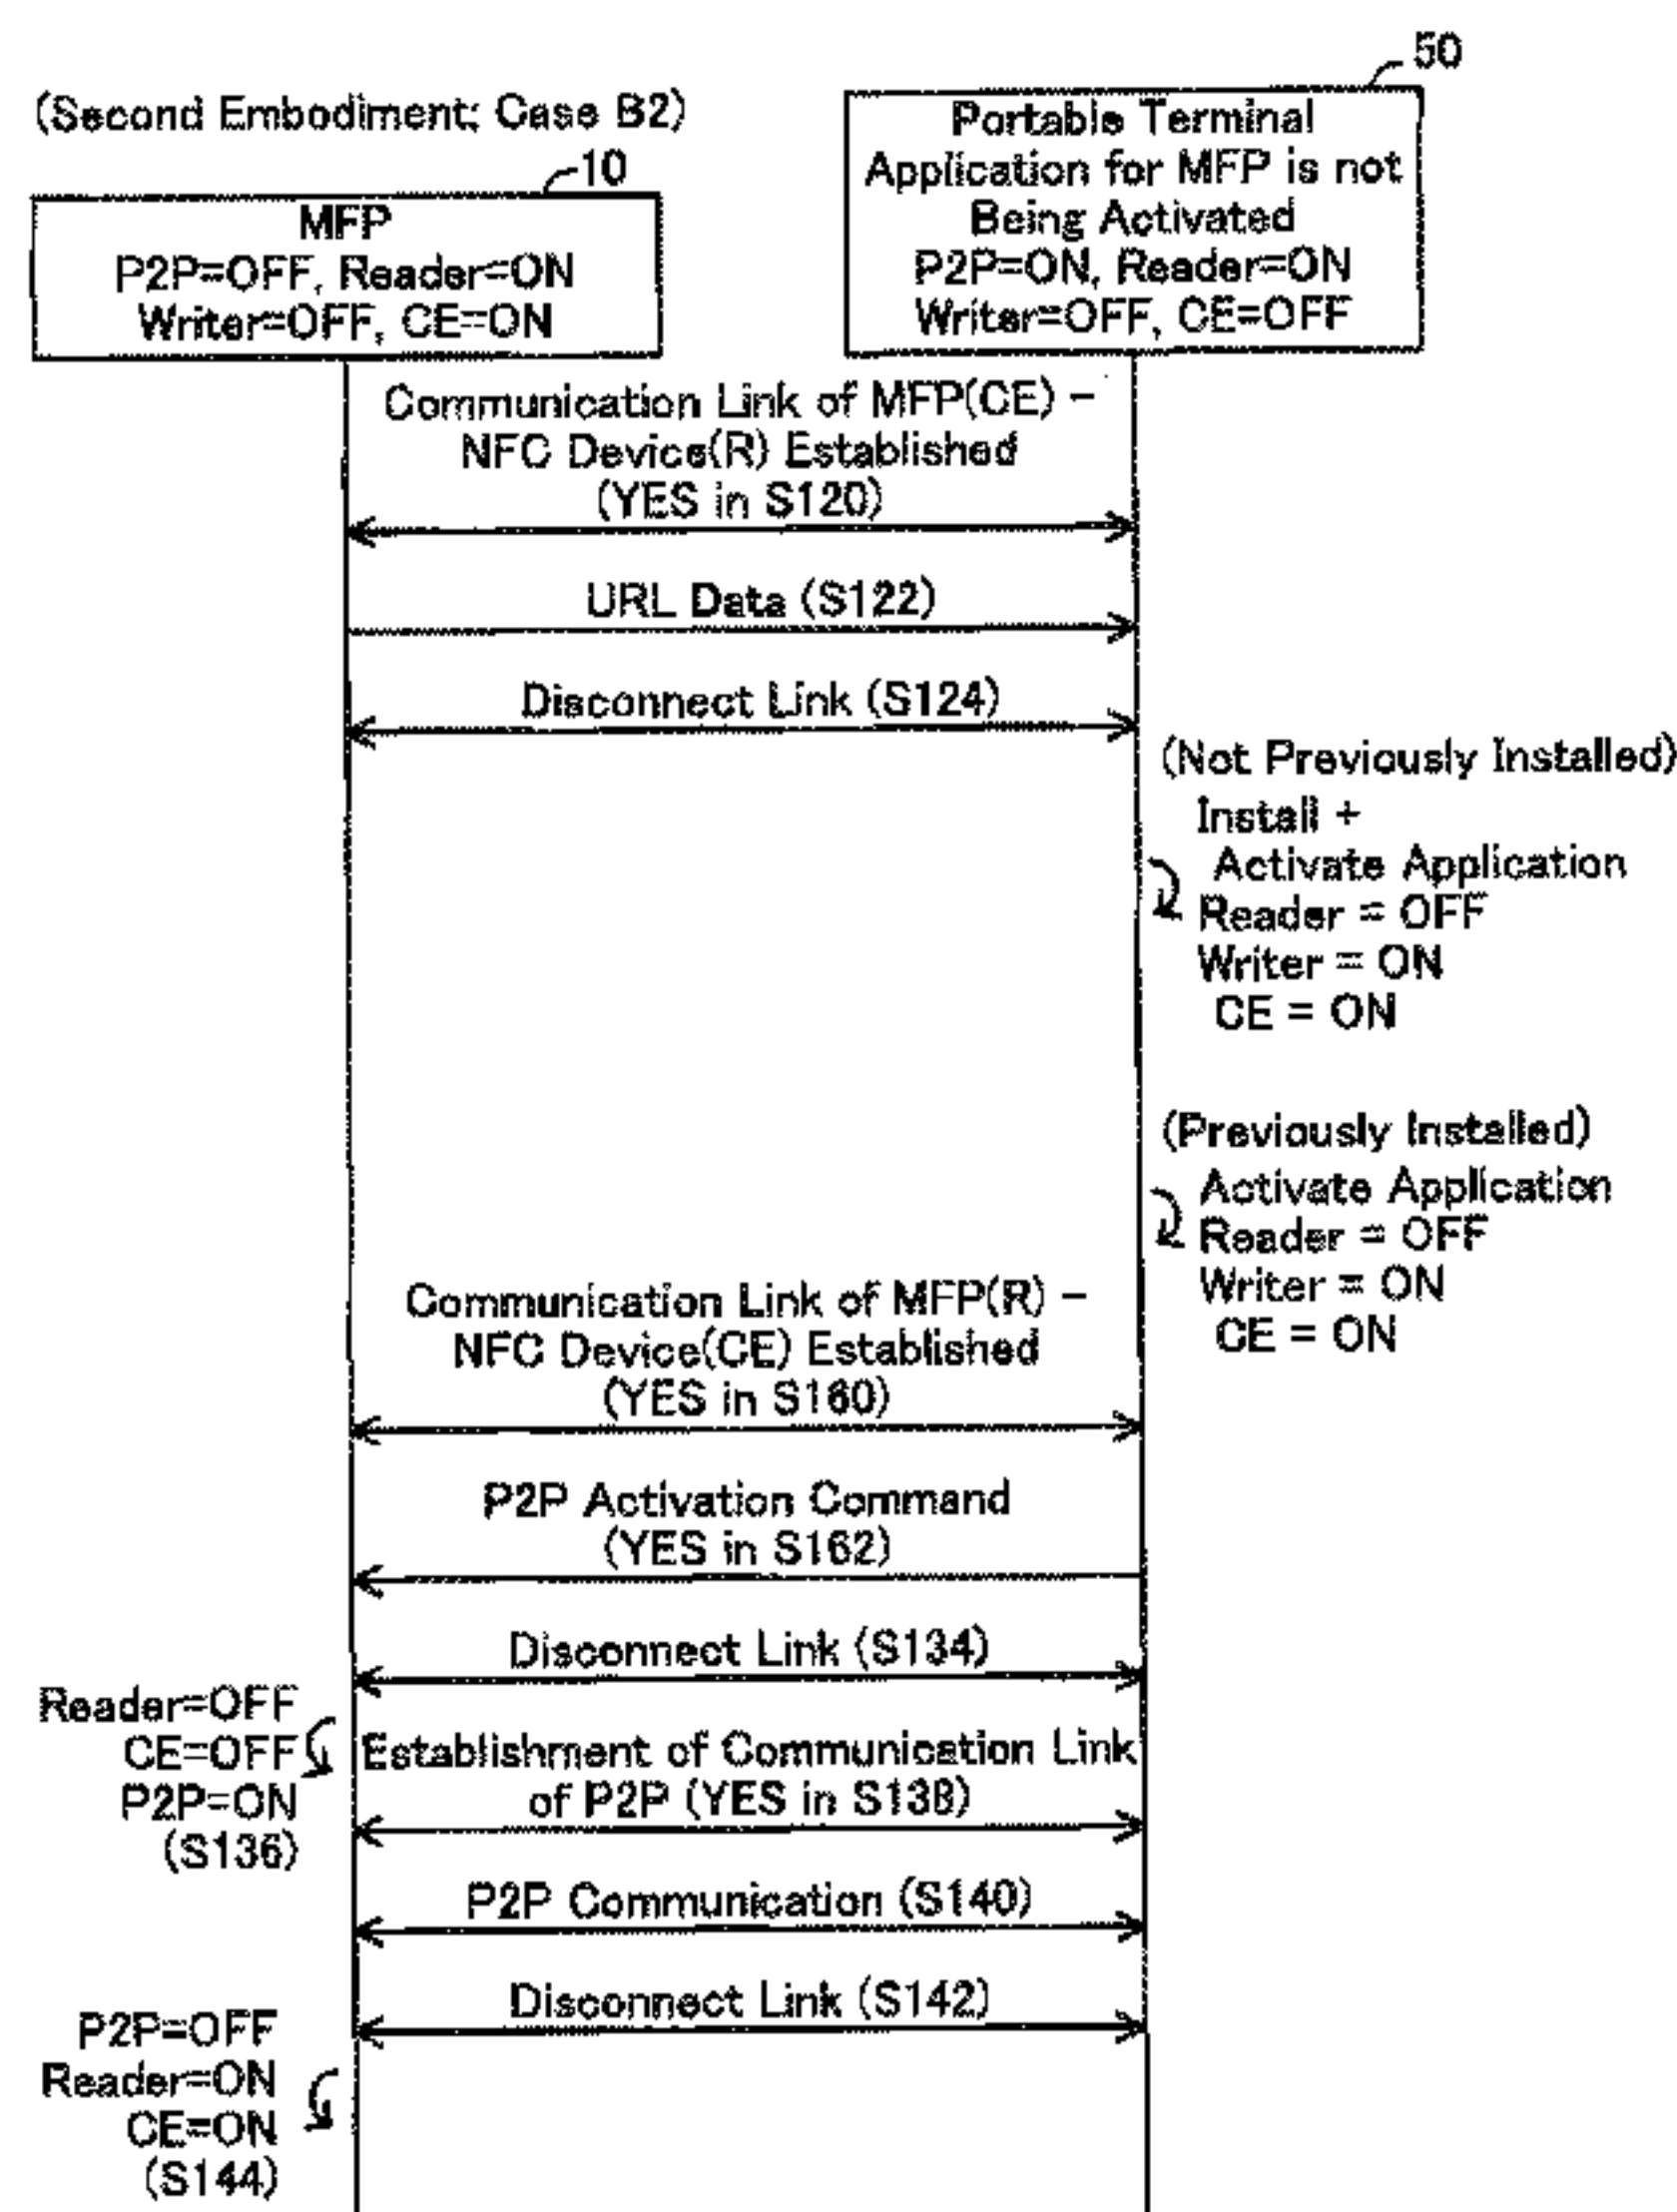 50
(Second Embodiment; Case B2)
10
MFP
P2P=OFF, Reader=ON
Writer=OFF, CE=ON
Portable Terminal
Application for MFP is not
Being Activated
P2P=ON, Reader=ON
Writer=OFF, CE=OFF
Communication Link of MFP(CE) -
NFC Device(R) Established
(YES in S120)
URL Data (S122)
Disconnect Link (S124)
(Not Previously Installed)
Install +
Activate Application
Reader = OFF
Writer = ON
CE = ON
(Previously Installed)
Activate Application
Reader = OFF
Writer = ON
CE = ON
Communication Link of MFP(R) -
NFC Device(CE) Established
(YES in S160)
P2P Activation Command
(YES in S162)
Disconnect Link (S134)
Reader=OFF
CE=OFF
P2P=ON
(S136)
Establishment of Communication Link
of P2P (YES in S138)
P2P Communication (S140)
Disconnect Link (S142)
P2P=OFF
Reader=ON
CE=ON
(S144)